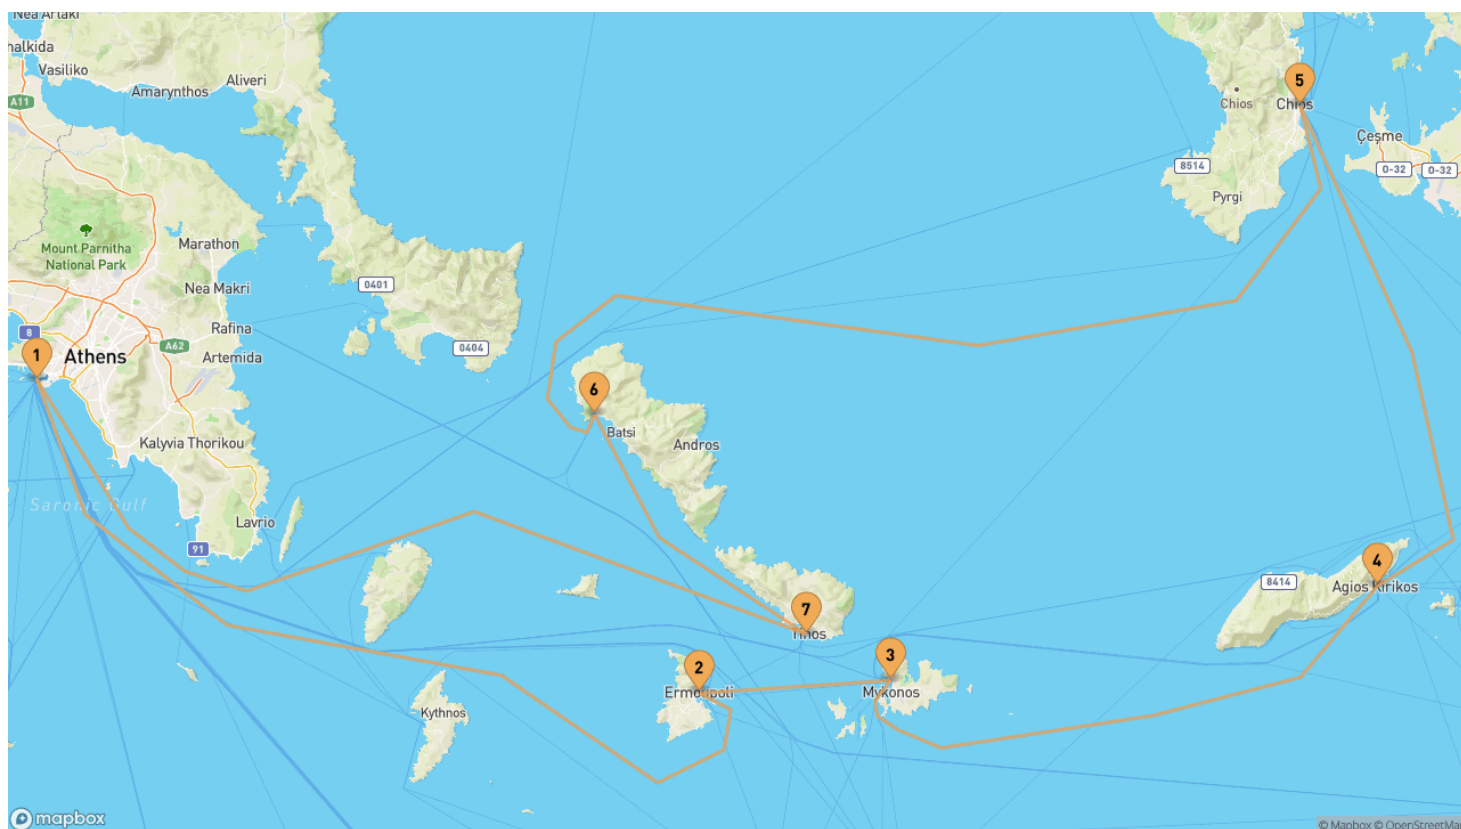 Nea Artaki
Vasiliko
Aliveri
Amarynthos
A11
5
Chios
Chios
Çeşme
8514
O-32
O-32
Pyrgi
Mount Parnitha
National Park
Marathon
Nea Makri
0401
8
Rafina
A62
0404
1
Athens
Artemida
6
Batsi
Andros
Kalyvia Thorikou
Saronic Gulf
Lavrio
91
4
8414
Agios Kirikos
7
Tinos
3
2
Ermoupoli
Mykonos
Kythnos
mapbox
© Mapbox © OpenStreetMap